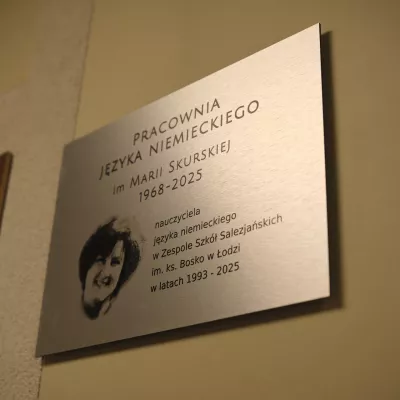 PRACOWNIA
JĘZYKA NIEMIECKIEGO
im MARII SKURSKIEJ
1968-2025
nauczyciela
języka niemieckiego
w Zespole Szkół Salezjańskich
im. ks. Bosko w Łodzi
w latach 1993 - 2025